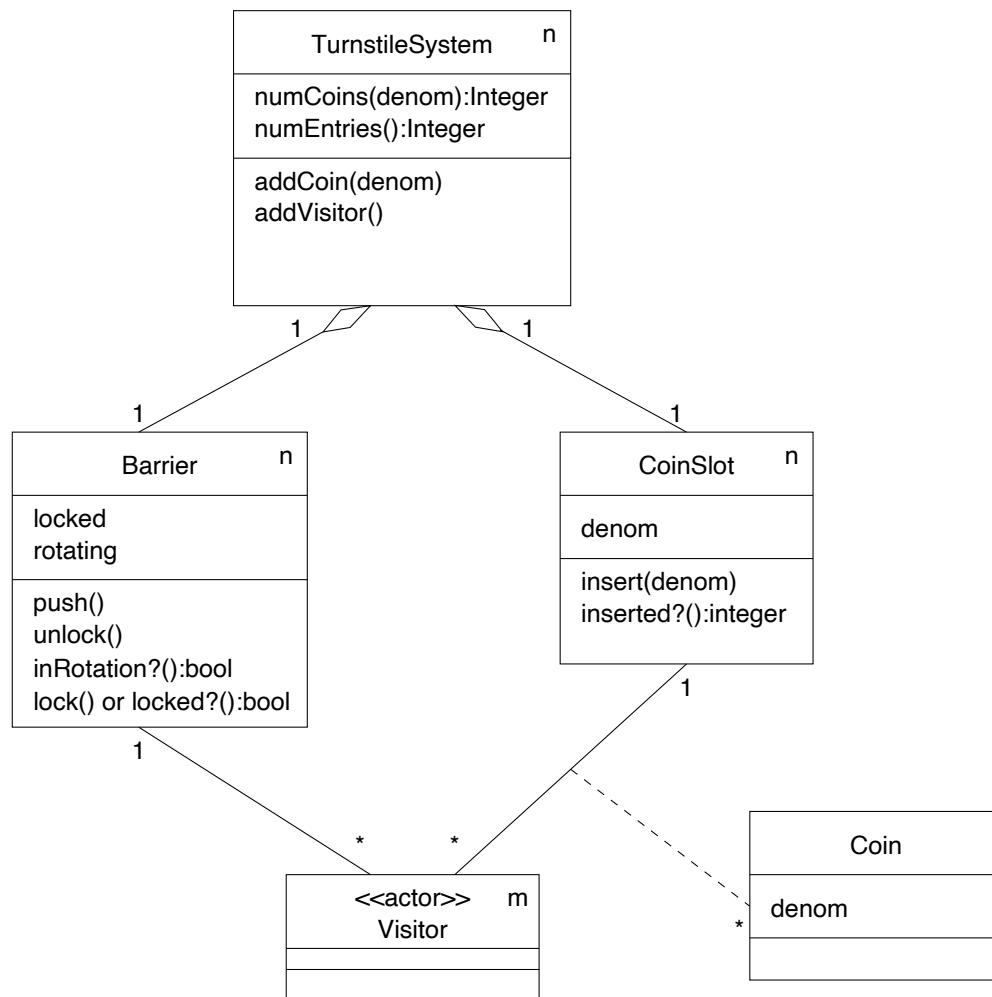 TurnstileSystem n
numCoins(denom):Integer
numEntries():Integer
addCoin(denom)
addVisitor()
1 1
1 1
Barrier n
locked
rotating
push()
unlock()
inRotation?():bool
lock() or locked?():bool
CoinSlot n
denom
insert(denom)
inserted?():integer
1 1
* *
<<actor>> m
Visitor
Coin
denom
*